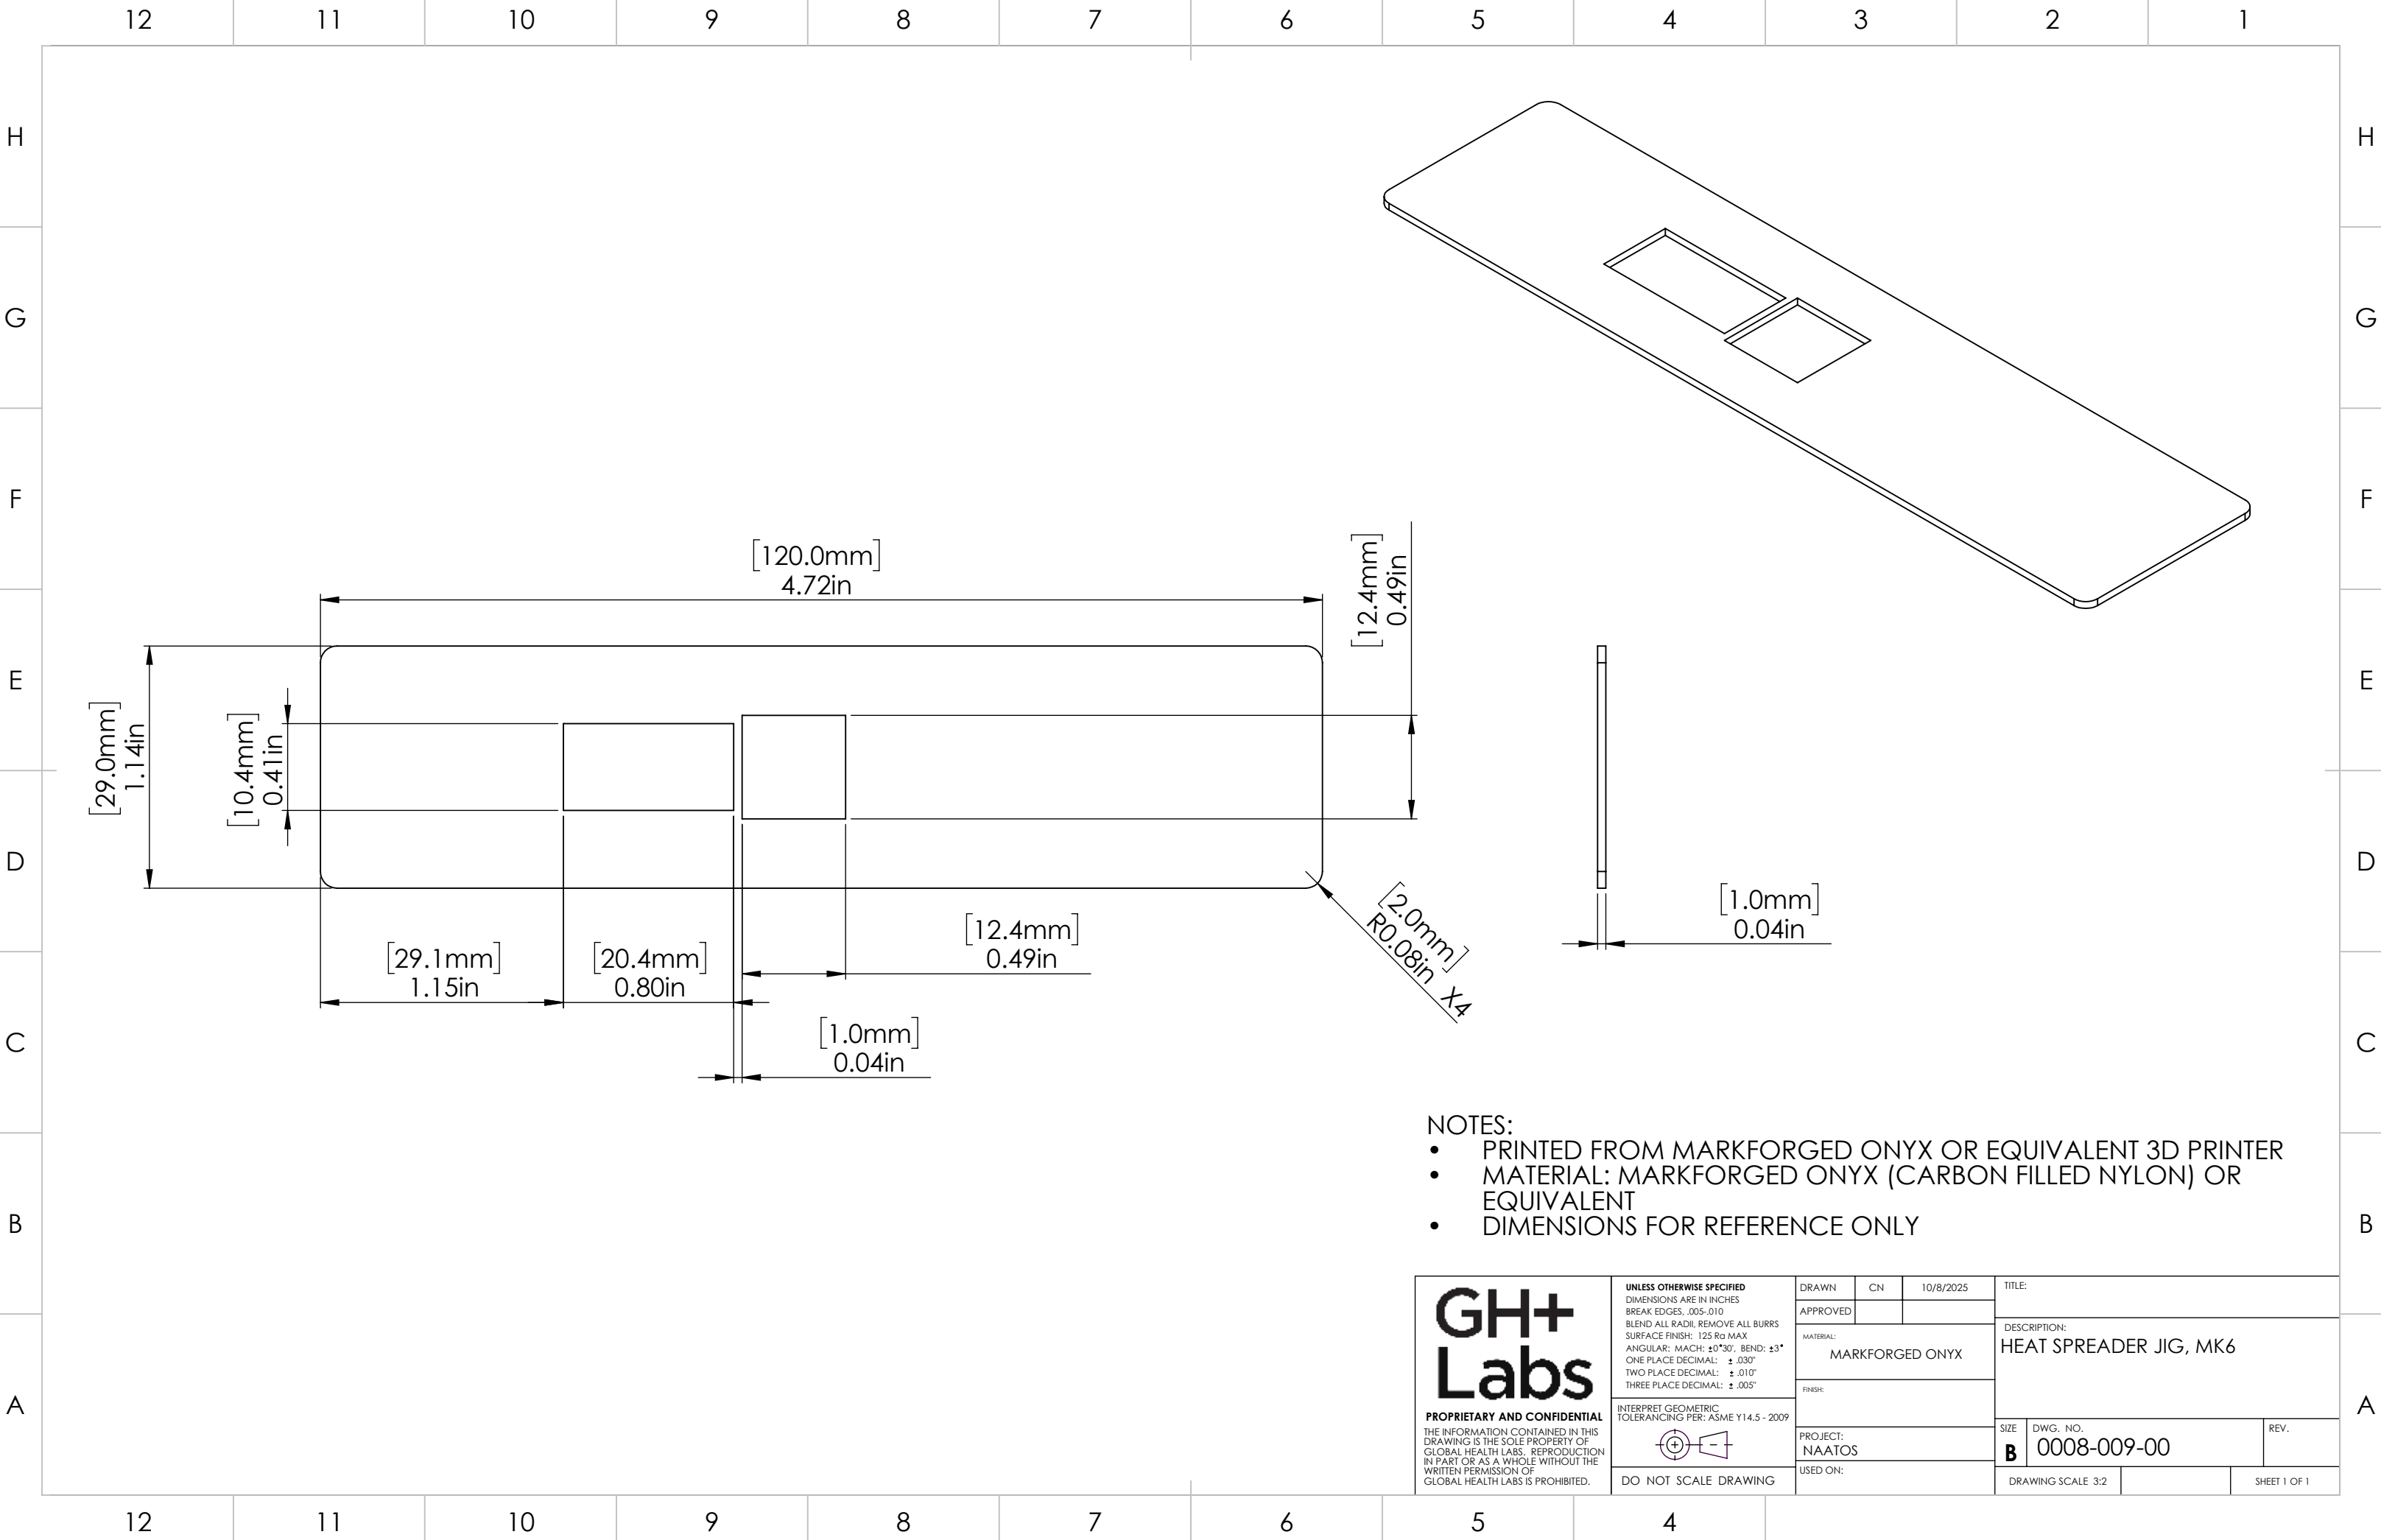 12 11 10 9 8 7 6 5 4 3 2 1
H H
G G
F F
E E
D D
C C
B B
A A
[120.0mm]
4.72in
[12.4mm]
0.49in
[29.0mm]
1.14in
[10.4mm]
0.41in
[29.1mm]
1.15in
[20.4mm]
0.80in
[12.4mm]
0.49in
[1.0mm]
0.04in
[2.0mm]
R0.08in X4
[1.0mm]
0.04in
NOTES:
• PRINTED FROM MARKFORGED ONYX OR EQUIVALENT 3D PRINTER
• MATERIAL: MARKFORGED ONYX (CARBON FILLED NYLON) OR
EQUIVALENT
• DIMENSIONS FOR REFERENCE ONLY
GH+
Labs
PROPRIETARY AND CONFIDENTIAL
THE INFORMATION CONTAINED IN THIS
DRAWING IS THE SOLE PROPERTY OF
GLOBAL HEALTH LABS. REPRODUCTION
IN PART OR AS A WHOLE WITHOUT THE
WRITTEN PERMISSION OF
GLOBAL HEALTH LABS IS PROHIBITED.
UNLESS OTHERWISE SPECIFIED
DIMENSIONS ARE IN INCHES
BREAK EDGES, .005-.010
BLEND ALL RADII, REMOVE ALL BURRS
SURFACE FINISH: 125 Ra MAX
ANGULAR: MACH: ±0°30'. BEND: ±3°
ONE PLACE DECIMAL: ± .030"
TWO PLACE DECIMAL: ± .010"
THREE PLACE DECIMAL: ± .005"
INTERPRET GEOMETRIC
TOLERANCING PER: ASME Y14.5 - 2009
DO NOT SCALE DRAWING
DRAWN CN 10/8/2025
APPROVED
MATERIAL:
MARKFORGED ONYX
FINISH:
PROJECT:
NAATOS
USED ON:
TITLE:
DESCRIPTION:
HEAT SPREADER JIG, MK6
SIZE
B
DWG. NO.
0008-009-00
REV.
DRAWING SCALE 3:2
SHEET 1 OF 1
12 11 10 9 8 7 6 5 4